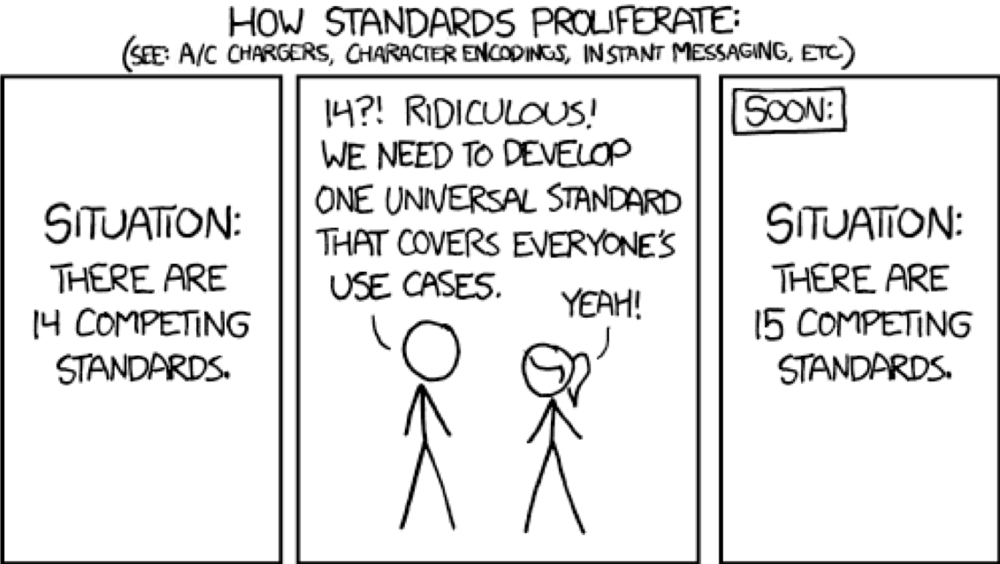 HOW STANDARDS PROLIFERATE:
(SEE: A/C CHARGERS, CHARACTER ENCODINGS, INSTANT MESSAGING, ETC)
SITUATION:
THERE ARE
14 COMPETING
STANDARDS.
14?! RIDICULOUS!
WE NEED TO DEVELOP
ONE UNIVERSAL STANDARD
THAT COVERS EVERYONE'S
USE CASES.
YEAH!
SOON:
SITUATION:
THERE ARE
15 COMPETING
STANDARDS.